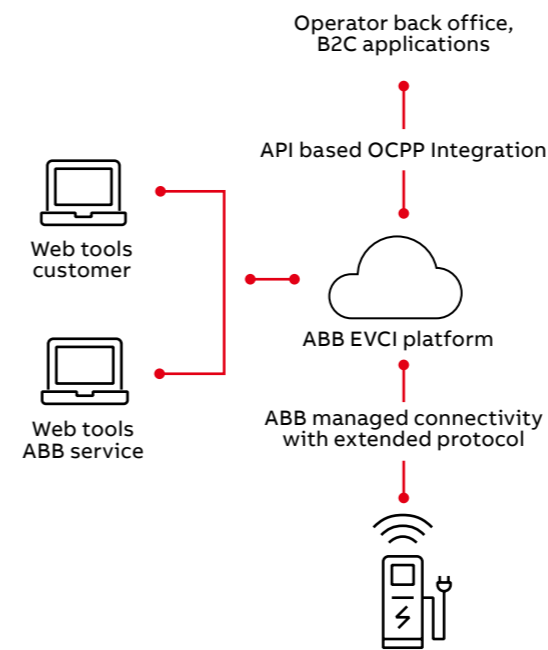 Operator back office,
B2C applications
API based OCPP Integration
Web tools
customer
ABB EVCI platform
Web tools
ABB service
ABB managed connectivity
with extended protocol